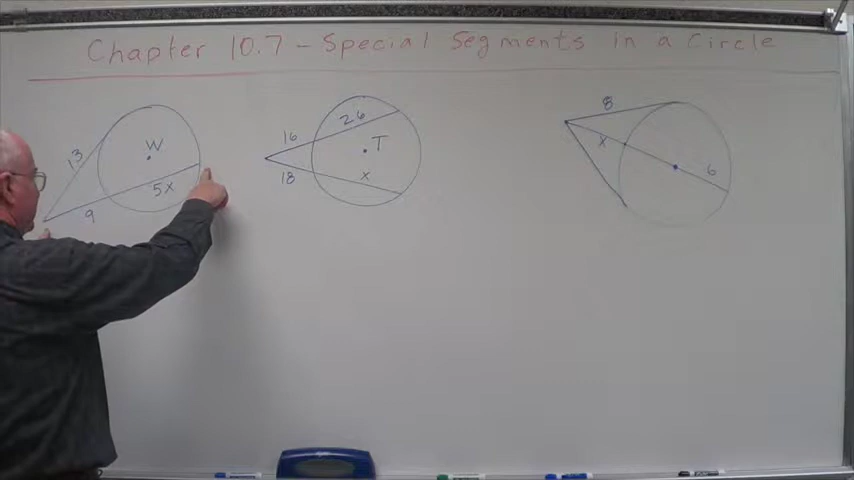 Chapter 10.7 - Special Segments in a Circle
13 W 5x 9
16 26 T 18 x
8 x 6